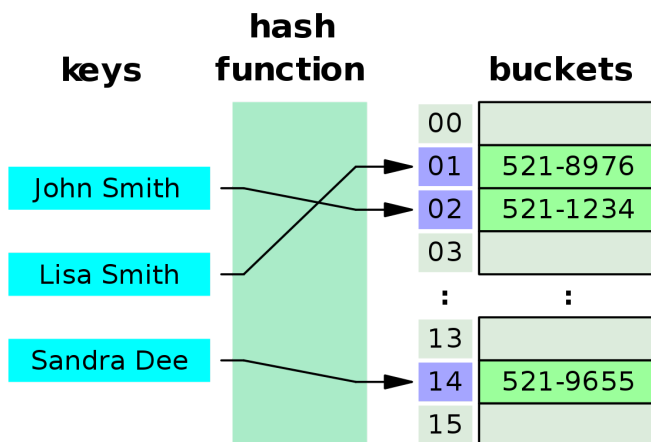 hash
keys function buckets
00
01 521-8976
John Smith
02 521-1234
03
Lisa Smith
: :
13
Sandra Dee
14 521-9655
15